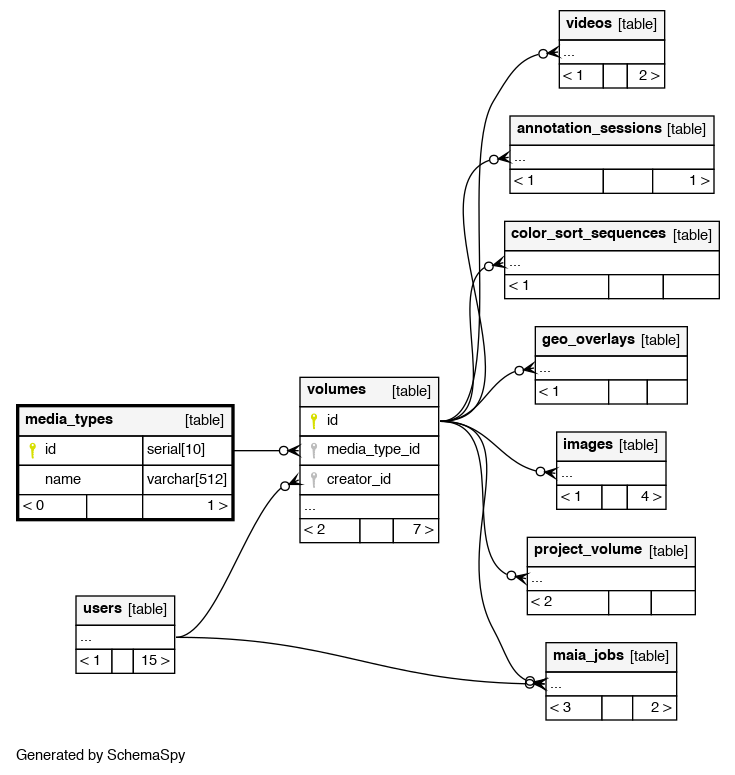 videos [table]
...
< 1 2 >
annotation_sessions [table]
...
< 1 1 >
color_sort_sequences [table]
...
< 1
geo_overlays [table]
...
< 1
volumes [table]
id
media_type_id
creator_id
...
< 2 7 >
media_types [table]
id serial[10]
name varchar[512]
< 0 1 >
images [table]
...
< 1 4 >
project_volume [table]
...
< 2
users [table]
...
< 1 15 >
maia_jobs [table]
...
< 3 2 >
Generated by SchemaSpy